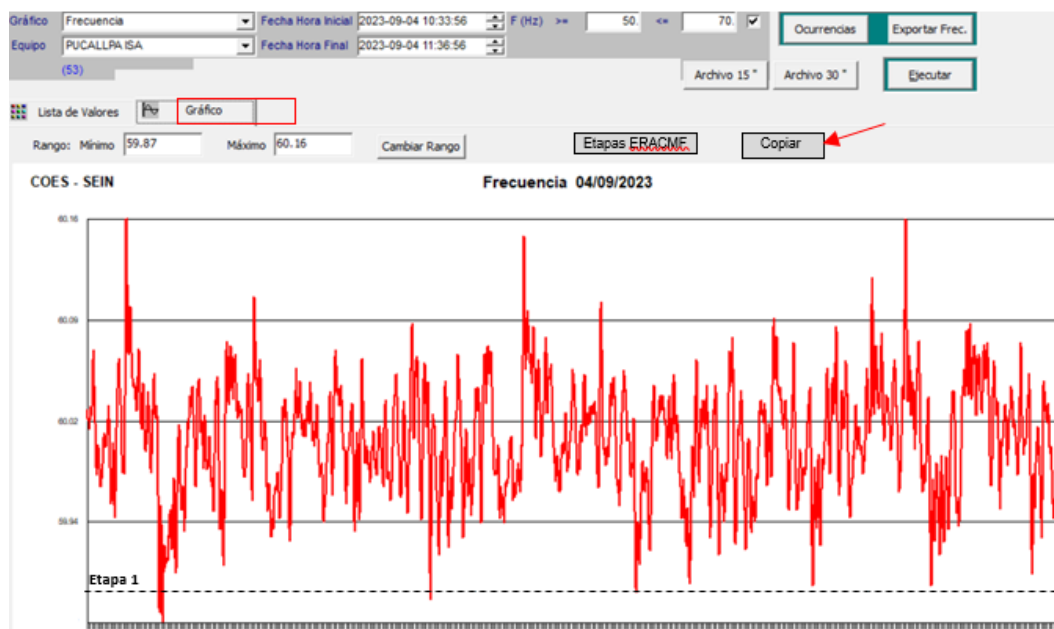 Gráfico Frecuencia Fecha Hora Inicial 2023-09-04 10:33:56 F (Hz) >= 50. <= 70. Ocurrencias Exportar Frec.
Equipo PUCALLPA ISA Fecha Hora Final 2023-09-04 11:36:56
(53) Archivo 15" Archivo 30" Ejecutar
Lista de Valores Gráfico
Rango: Mínimo 59.87 Máximo 60.16 Cambiar Rango Etapas ERACMF Copiar
COES - SEIN Frecuencia 04/09/2023
60.16
60.09
60.02
59.94
Etapa 1